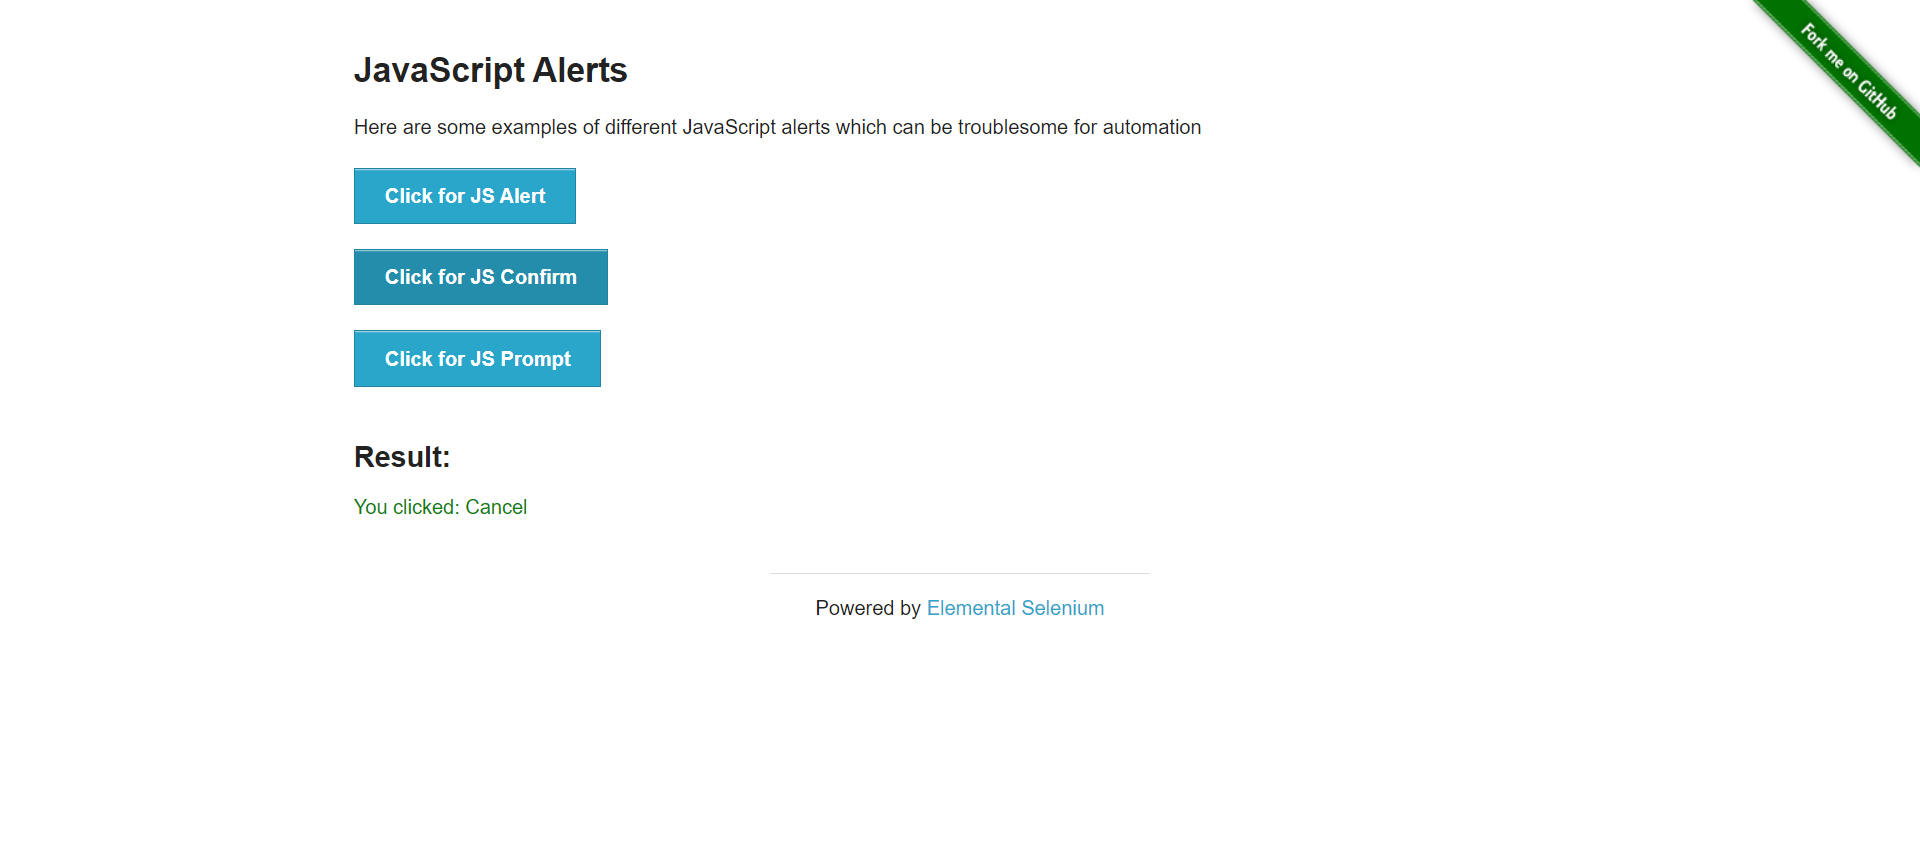 Fork me on GitHub
JavaScript Alerts
Here are some examples of different JavaScript alerts which can be troublesome for automation
Click for JS Alert
Click for JS Confirm
Click for JS Prompt
Result:
You clicked: Cancel
Powered by Elemental Selenium